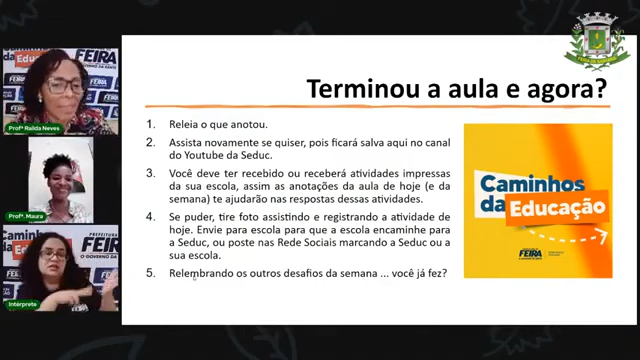 Terminou a aula e agora?
1. Releia o que anotou.
2. Assista novamente se quiser, pois ficará salva aqui no canal
do Youtube da Seduc.
3. Você deve ter recebido ou receberá atividades impressas
da sua escola, assim as anotações da aula de hoje (e da
semana) te ajudarão nas respostas dessas atividades.
4. Se puder, tire foto assistindo e registrando a atividade de
hoje. Envie para escola para que a escola encaminhe para
a Seduc, ou poste nas Redes Sociais marcando a Seduc ou a
sua escola.
5. Relembrando os outros desafios da semana ... você já fez?
Caminhos
da Educação
FEIRA
Profª Railda Neves
Profª. Maura
Intérprete
FEIRA
PREFEITURA
FEIRA